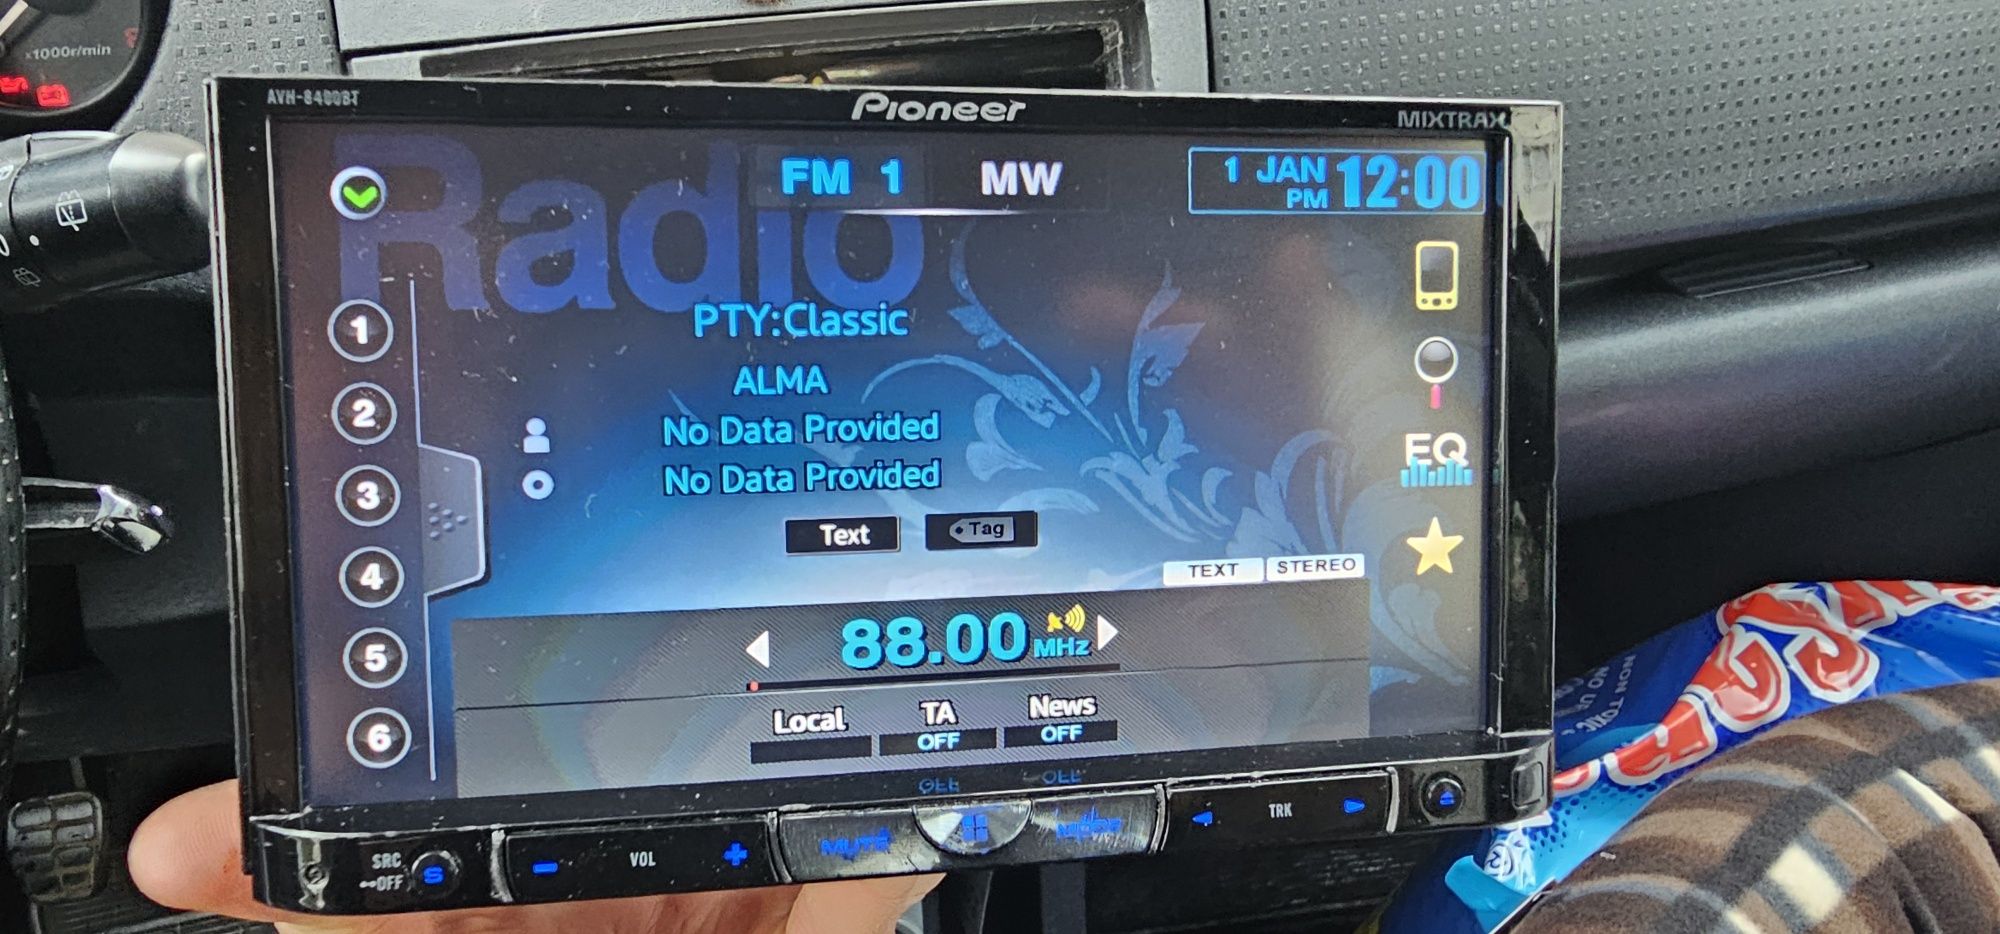 x1000r/min
AVH-8400BT
Pioneer
MIXTRAX
Radio
FM 1
MW
1 JAN
PM 12:00
PTY:Classic
ALMA
No Data Provided
No Data Provided
Text
Tag
TEXT
STEREO
EQ
1
2
3
4
5
6
88.00 MHz
Local
TA
OFF
News
OFF
SRC
OFF
S
VOL
MUTE
MODE
TRK